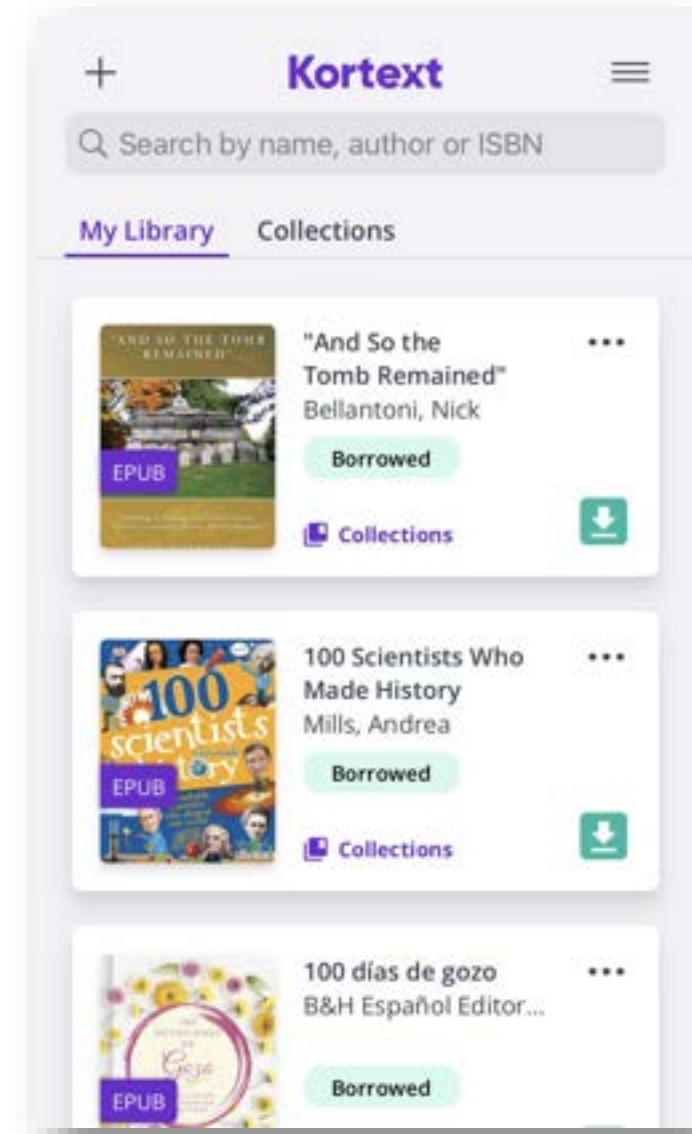 Kortext
Search by name, author or ISBN
My Library Collections
"AND SO THE TOMB
REMAINED"
EPUB
"And So the
Tomb Remained"
Bellantoni, Nick
Borrowed
Collections
100
scientists
history
EPUB
100 Scientists Who
Made History
Mills, Andrea
Borrowed
Collections
Gozo
EPUB
100 días de gozo
B&H Español Editor...
Borrowed